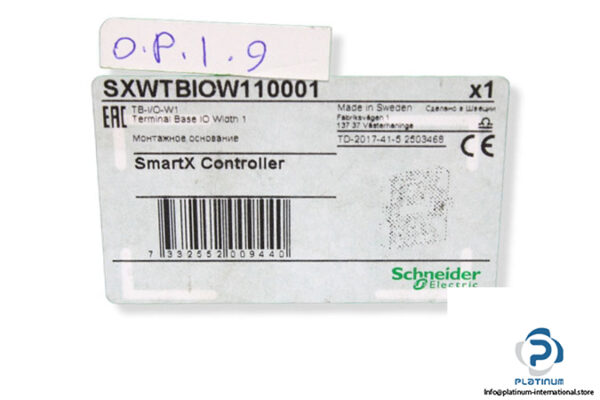 O.P.1.9
SXWTBIOW110001 x1
EAC TB-I/O-W1
Terminal Base IO Width 1
Монтажное основание
Made in Sweden Сделано в Швеции
Fabriksvägen 1
137 37 Västerhaninge
TD-2017-41-5 2503468
CE
SmartX Controller
7 332552 009440
Schneider
Electric
PLATINUM
info@platinum-international.store